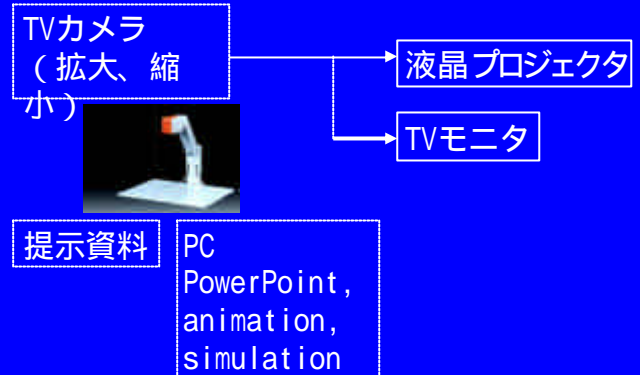 TVカメラ
（拡大、縮
小）
液晶プロジェクタ
TVモニタ
提示資料
PC
PowerPoint,
animation,
simulation